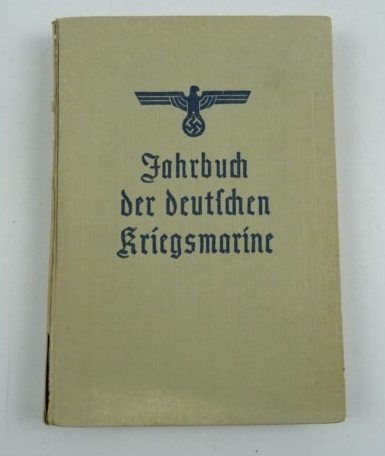 Jahrbuch
der deutschen
Kriegsmarine